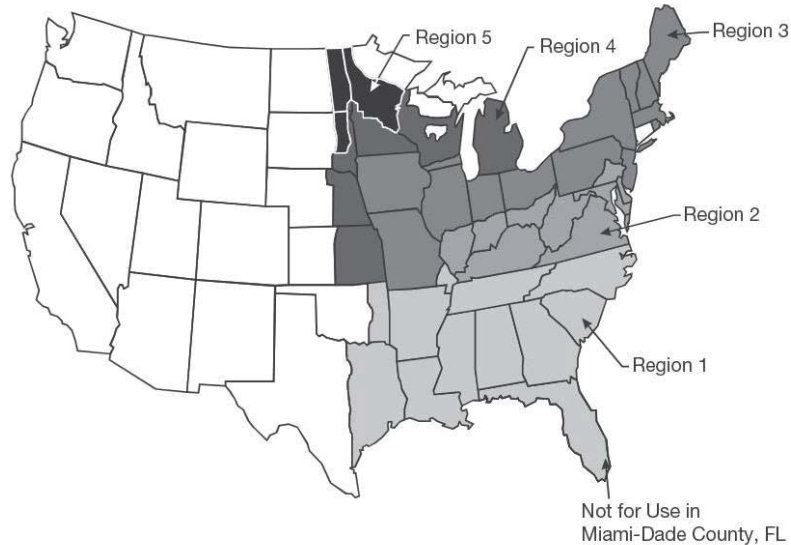 Region 5
Region 4
Region 3
Region 2
Region 1
Not for Use in
Miami-Dade County, FL